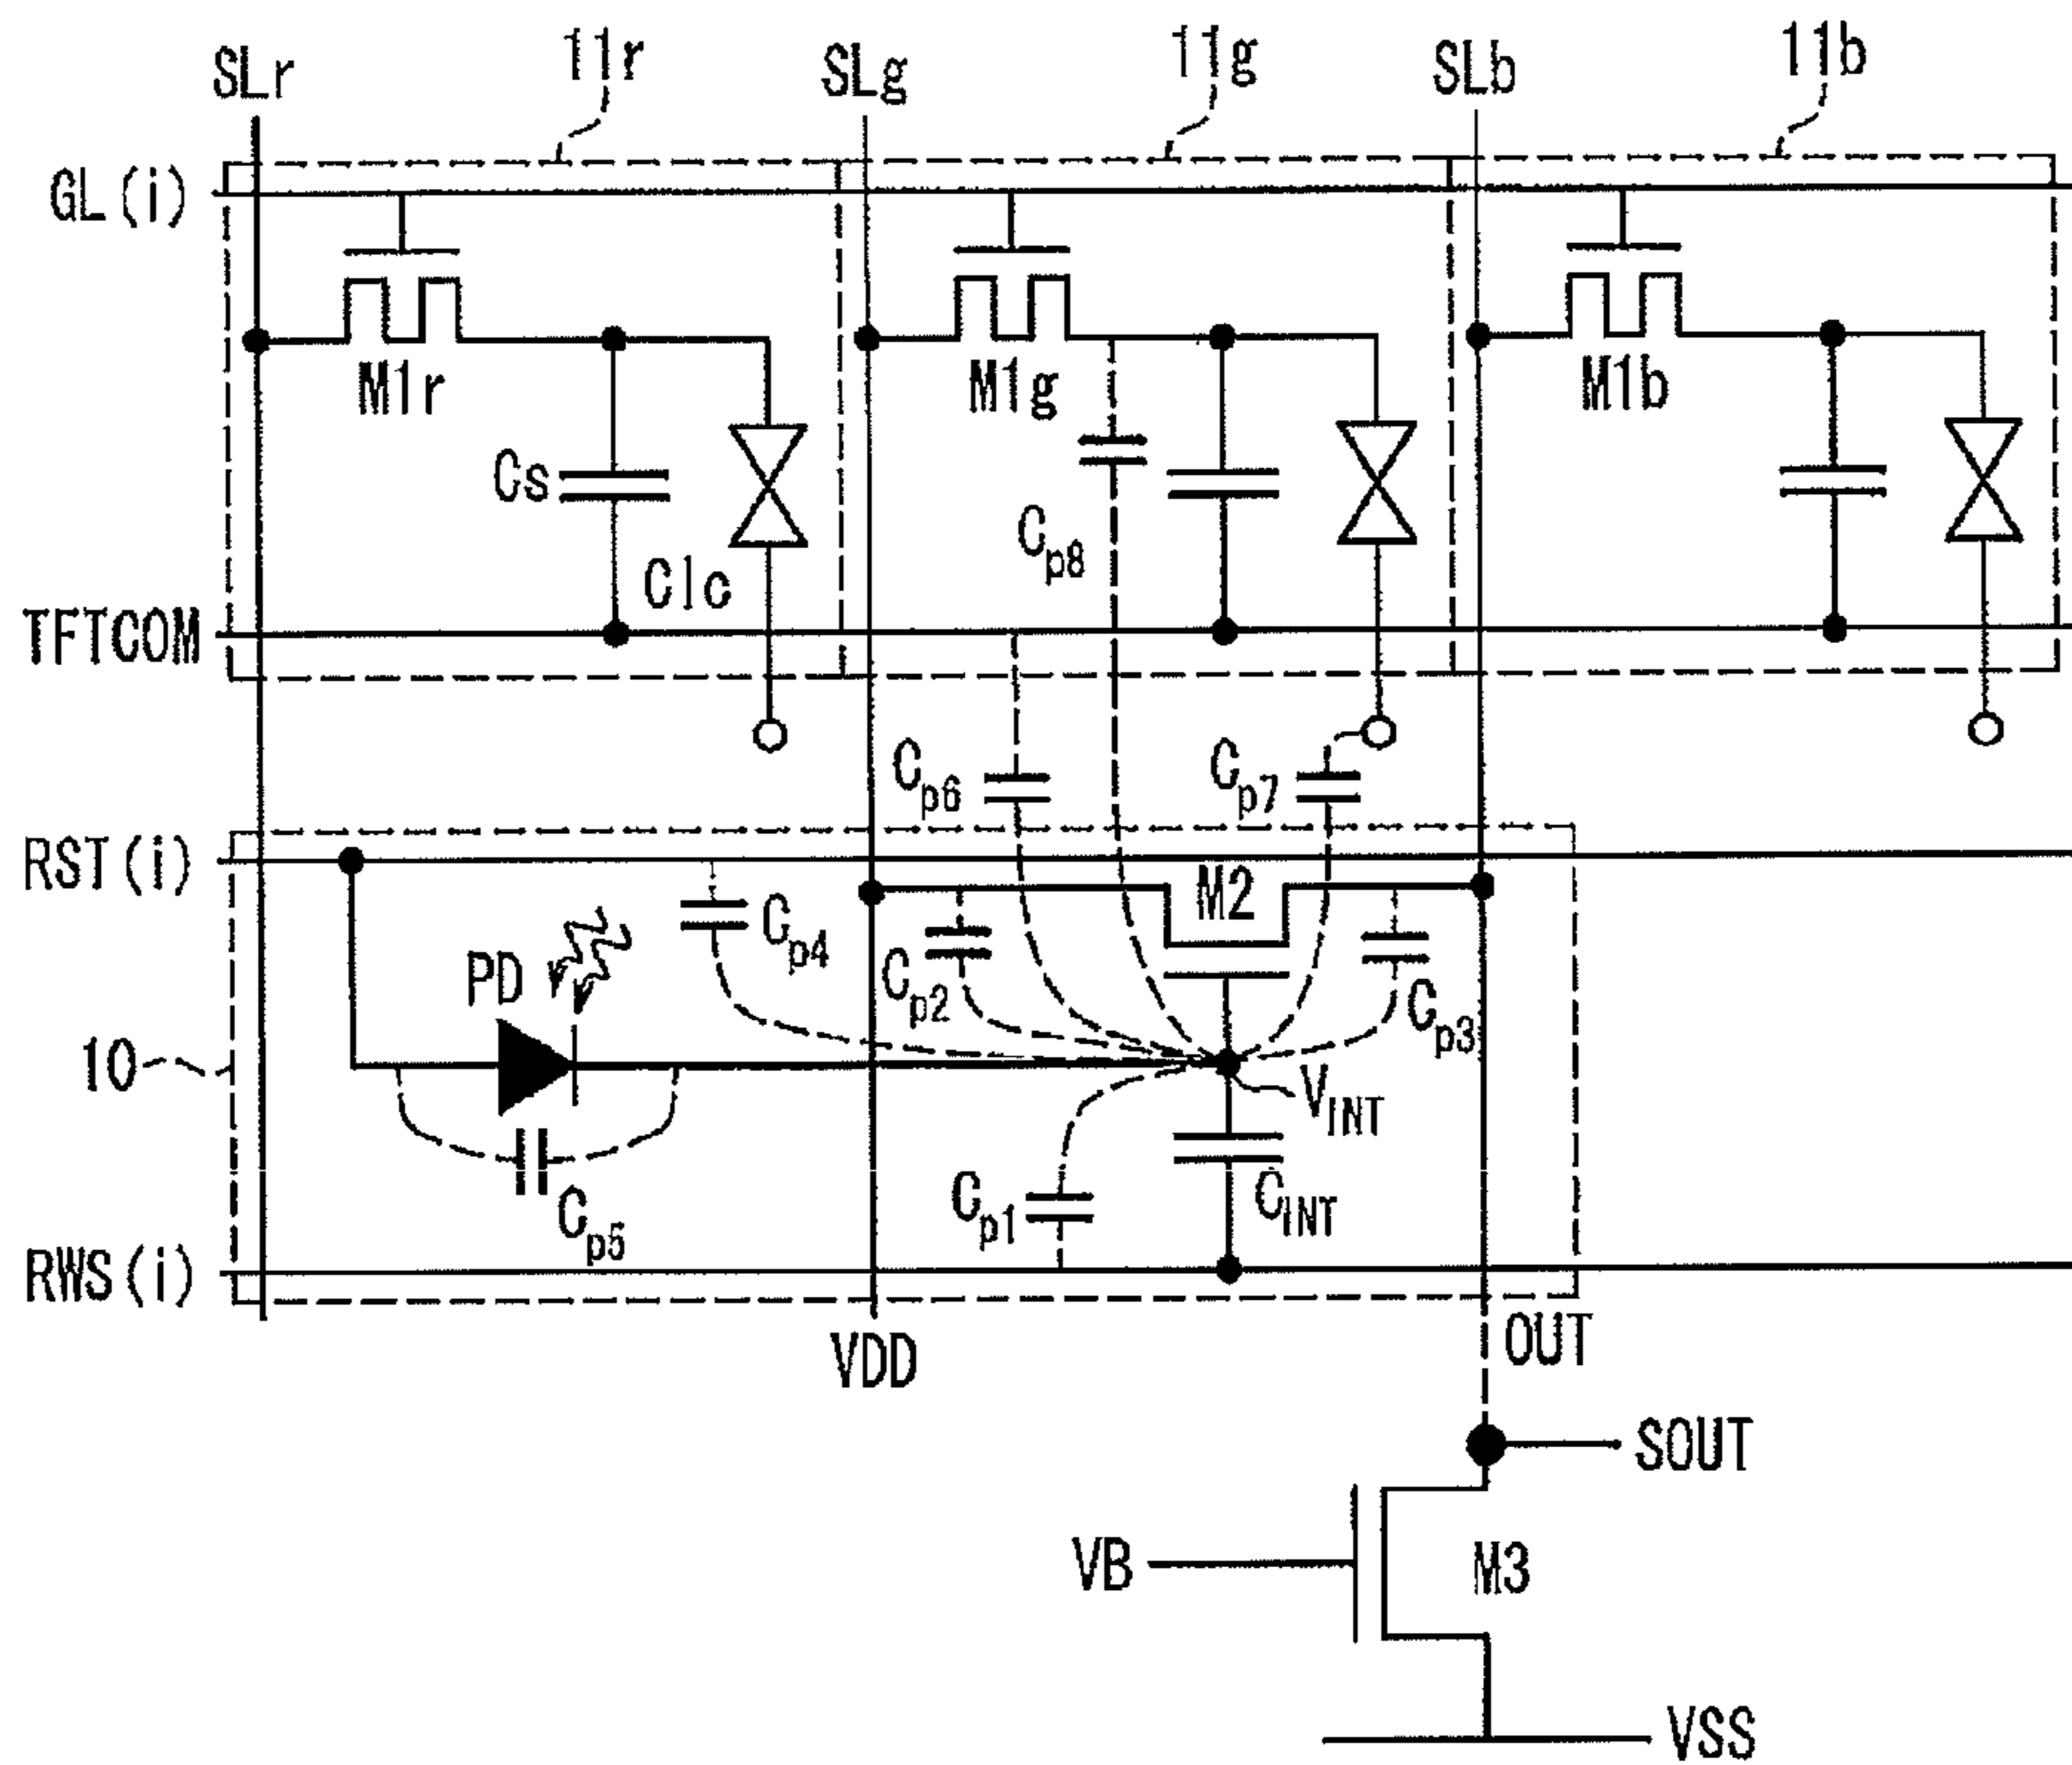 SLr
11r
SLg
11g
SLb
11b
GL(i)
M1r
M1g
M1b
Cs
Cp8
Clc
TFTCOM
Cp6
Cp7
RST(i)
M2
Cp4
PD
Cp2
Cp3
10
VINT
Cp1
CINT
Cp5
RWS(i)
VDD
OUT
SOUT
VB
M3
VSS